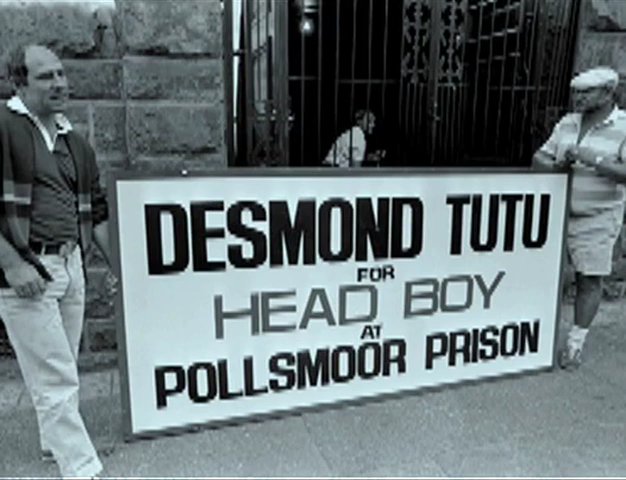 DESMOND TUTU
FOR
HEAD BOY
AT
POLLSMOOR PRISON